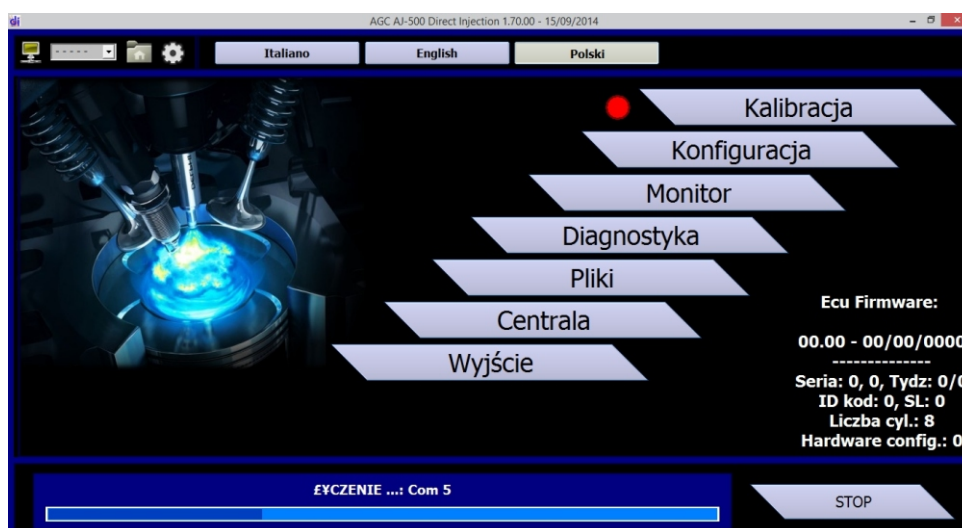 di
AGC AJ-500 Direct Injection 1.70.00 - 15/09/2014
-----
Italiano
English
Polski
Kalibracja
Konfiguracja
Monitor
Diagnostyka
Pliki
Centrala
Wyjście
Ecu Firmware:
00.00 - 00/00/0000
--------------
Seria: 0, 0, Tydz: 0/0
ID kod: 0, SL: 0
Liczba cyl.: 8
Hardware config.: 0
£¥CZENIE ...: Com 5
STOP